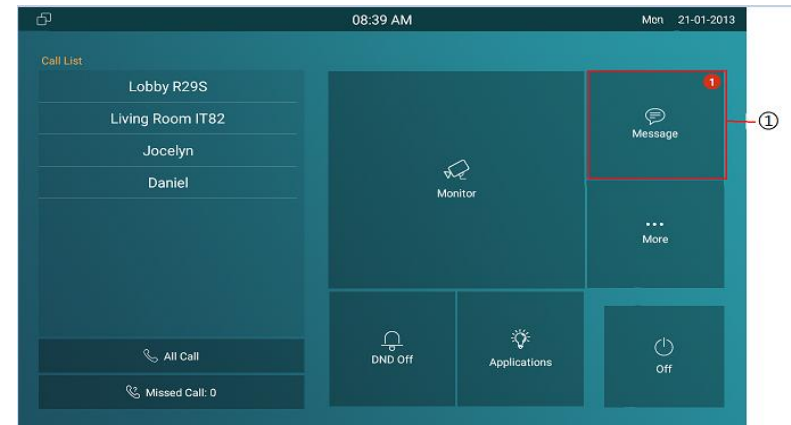 08:39 AM
Mon 21-01-2013
Call List
Lobby R29S
Living Room IT82
Jocelyn
Daniel
All Call
Missed Call: 0
Monitor
DND Off
Applications
1
Message
More
Off
①